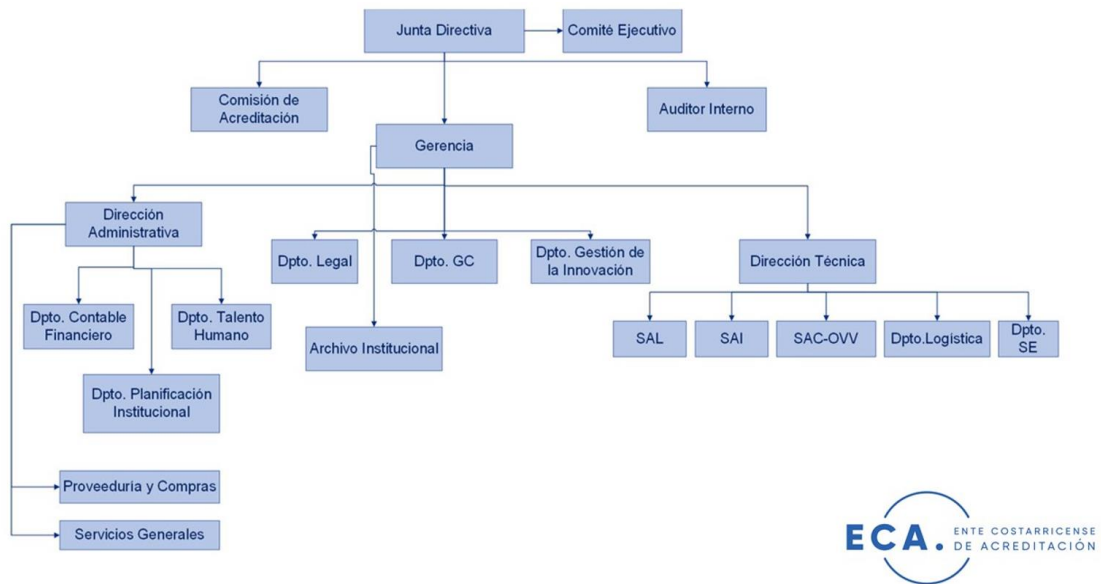 Junta Directiva
Comité Ejecutivo
Comisión de
Acreditación
Auditor Interno
Gerencia
Dirección
Administrativa
Dpto. Legal
Dpto. GC
Dpto. Gestión de
la Innovación
Dirección Técnica
Dpto. Contable
Financiero
Dpto. Talento
Humano
Archivo Institucional
SAL
SAI
SAC-OVV
Dpto.Logística
Dpto.
SE
Dpto. Planificación
Institucional
Proveeduría y Compras
Servicios Generales
ECA.
ENTE COSTARRICENSE
DE ACREDITACIÓN